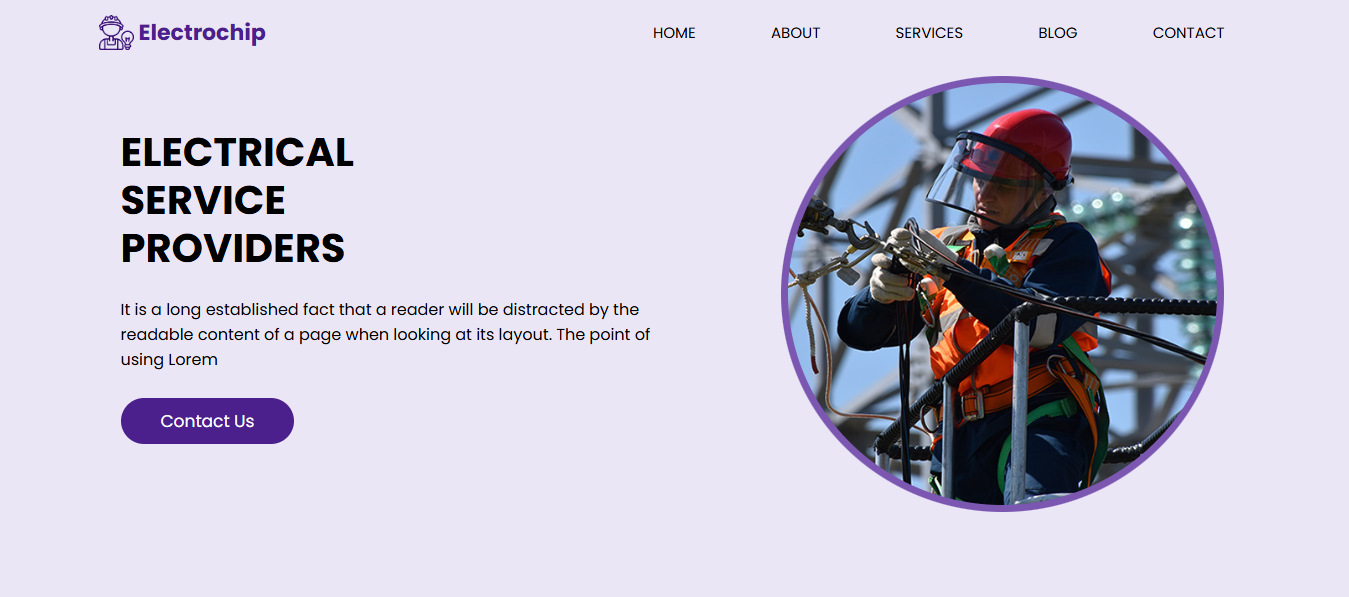 Electrochip
HOME ABOUT SERVICES BLOG CONTACT
ELECTRICAL
SERVICE
PROVIDERS
It is a long established fact that a reader will be distracted by the
readable content of a page when looking at its layout. The point of
using Lorem
Contact Us